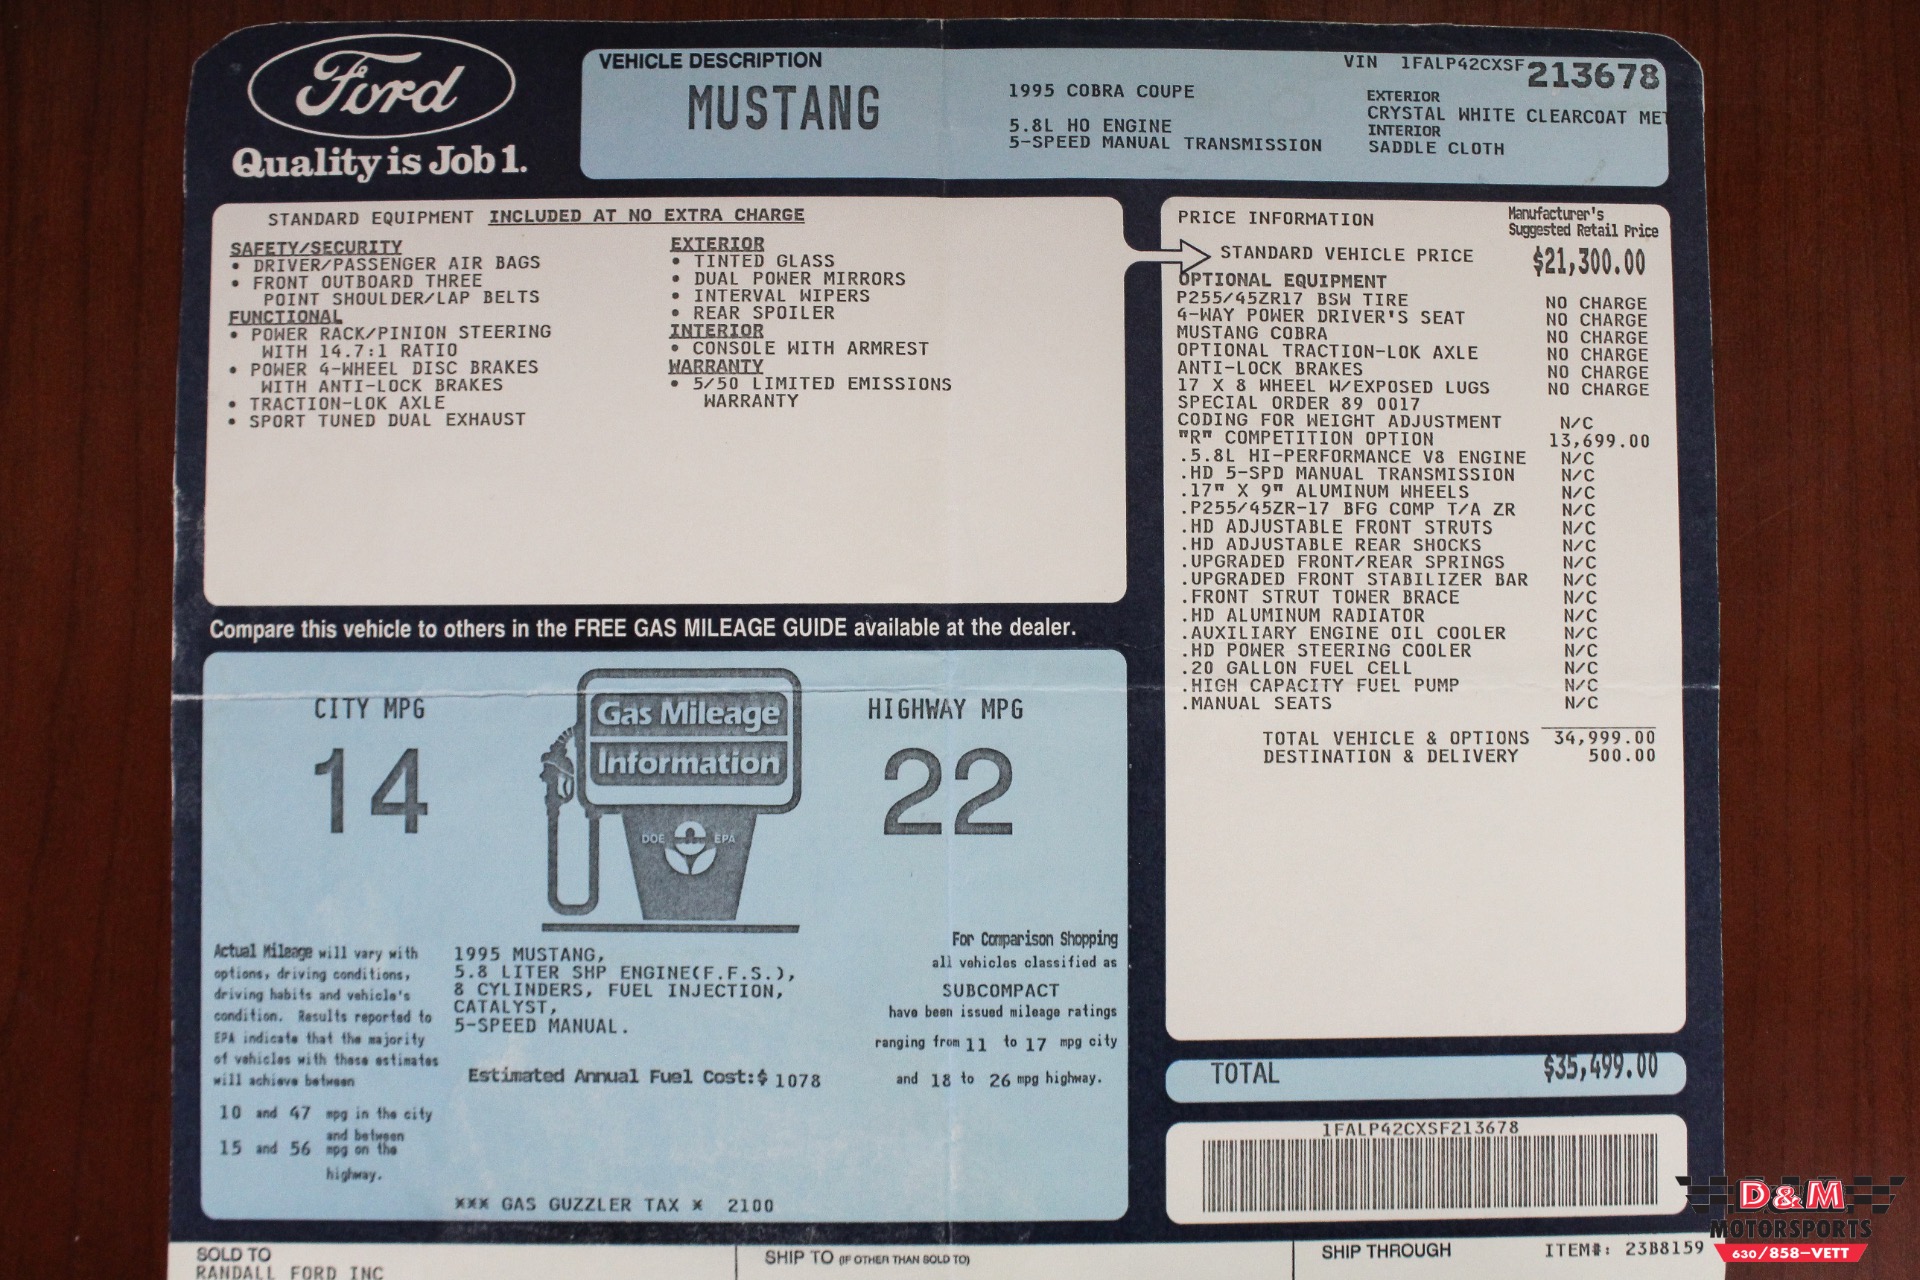 Ford
Quality is Job 1.
VEHICLE DESCRIPTION
MUSTANG
1995 COBRA COUPE
5.8L HO ENGINE
5-SPEED MANUAL TRANSMISSION
VIN 1FALP42CXSF213678
EXTERIOR
CRYSTAL WHITE CLEARCOAT MET
INTERIOR
SADDLE CLOTH
STANDARD EQUIPMENT INCLUDED AT NO EXTRA CHARGE
SAFETY/SECURITY
• DRIVER/PASSENGER AIR BAGS
• FRONT OUTBOARD THREE
POINT SHOULDER/LAP BELTS
FUNCTIONAL
• POWER RACK/PINION STEERING
WITH 14.7:1 RATIO
• POWER 4-WHEEL DISC BRAKES
WITH ANTI-LOCK BRAKES
• TRACTION-LOK AXLE
• SPORT TUNED DUAL EXHAUST
EXTERIOR
• TINTED GLASS
• DUAL POWER MIRRORS
• INTERVAL WIPERS
• REAR SPOILER
INTERIOR
• CONSOLE WITH ARMREST
WARRANTY
• 5/50 LIMITED EMISSIONS
WARRANTY
PRICE INFORMATION
Manufacturer's
Suggested Retail Price
STANDARD VEHICLE PRICE $21,300.00
OPTIONAL EQUIPMENT
P255/45ZR17 BSW TIRE NO CHARGE
4-WAY POWER DRIVER'S SEAT NO CHARGE
MUSTANG COBRA NO CHARGE
OPTIONAL TRACTION-LOK AXLE NO CHARGE
ANTI-LOCK BRAKES NO CHARGE
17 X 8 WHEEL W/EXPOSED LUGS NO CHARGE
SPECIAL ORDER 89 0017
CODING FOR WEIGHT ADJUSTMENT N/C
"R" COMPETITION OPTION 13,699.00
.5.8L HI-PERFORMANCE V8 ENGINE N/C
.HD 5-SPD MANUAL TRANSMISSION N/C
.17" X 9" ALUMINUM WHEELS N/C
.P255/45ZR-17 BFG COMP T/A ZR N/C
.HD ADJUSTABLE FRONT STRUTS N/C
.HD ADJUSTABLE REAR SHOCKS N/C
.UPGRADED FRONT/REAR SPRINGS N/C
.UPGRADED FRONT STABILIZER BAR N/C
.FRONT STRUT TOWER BRACE N/C
.HD ALUMINUM RADIATOR N/C
.AUXILIARY ENGINE OIL COOLER N/C
.HD POWER STEERING COOLER N/C
.20 GALLON FUEL CELL N/C
.HIGH CAPACITY FUEL PUMP N/C
.MANUAL SEATS N/C
TOTAL VEHICLE & OPTIONS 34,999.00
DESTINATION & DELIVERY 500.00
TOTAL $35,499.00
1FALP42CXSF213678
Compare this vehicle to others in the FREE GAS MILEAGE GUIDE available at the dealer.
CITY MPG
14
Gas Mileage
Information
DOE EPA
HIGHWAY MPG
22
Actual Mileage will vary with
options, driving conditions,
driving habits and vehicle's
condition. Results reported to
EPA indicate that the majority
of vehicles with these estimates
will achieve between
10 and 47 mpg in the city
and between
15 and 56 mpg on the
highway.
1995 MUSTANG,
5.8 LITER SHP ENGINE(F.F.S.),
8 CYLINDERS, FUEL INJECTION,
CATALYST,
5-SPEED MANUAL.
Estimated Annual Fuel Cost:$ 1078
*** GAS GUZZLER TAX * 2100
For Comparison Shopping
all vehicles classified as
SUBCOMPACT
have been issued mileage ratings
ranging from 11 to 17 mpg city
and 18 to 26 mpg highway.
SOLD TO
RANDALL FORD INC
SHIP TO (IF OTHER THAN SOLD TO)
SHIP THROUGH
ITEM#: 23B8159
D&M
MOTORSPORTS
630/858-VETT